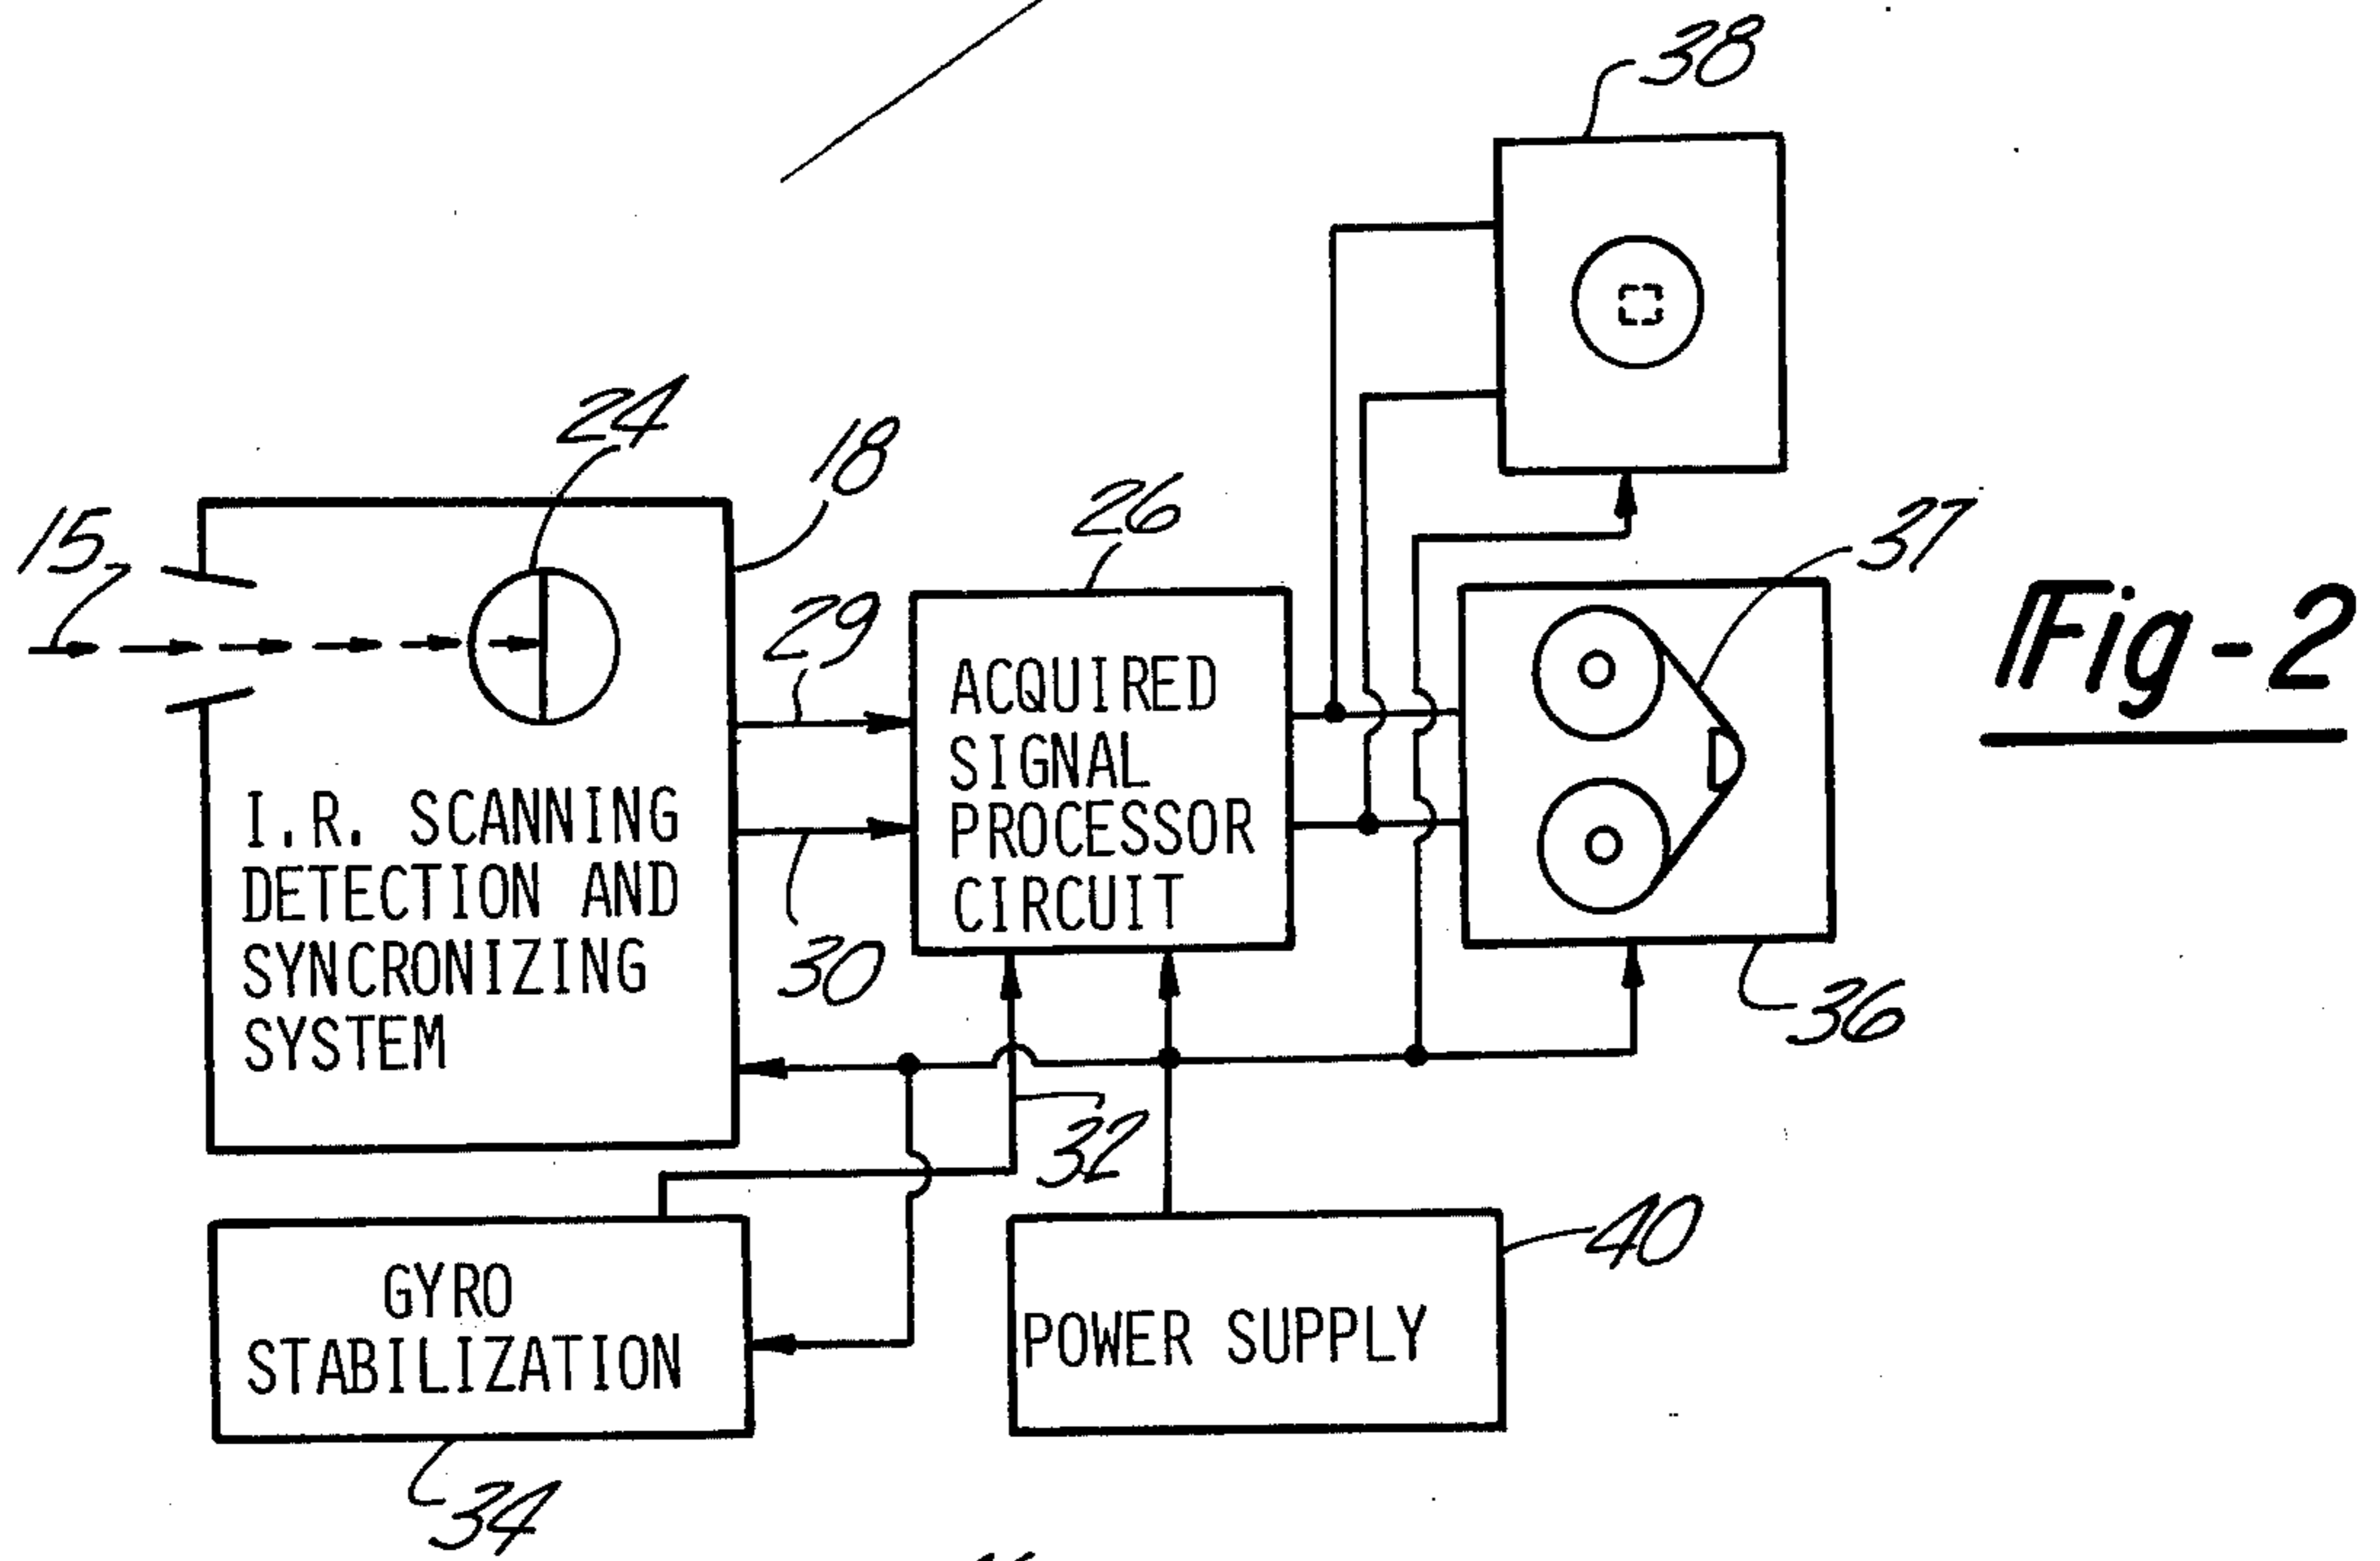 38
24
18
15
26
37
29
Fig-2
ACQUIRED
SIGNAL
PROCESSOR
CIRCUIT
I.R. SCANNING
DETECTION AND
SYNCRONIZING
SYSTEM
30
36
32
40
GYRO
STABILIZATION
POWER SUPPLY
34